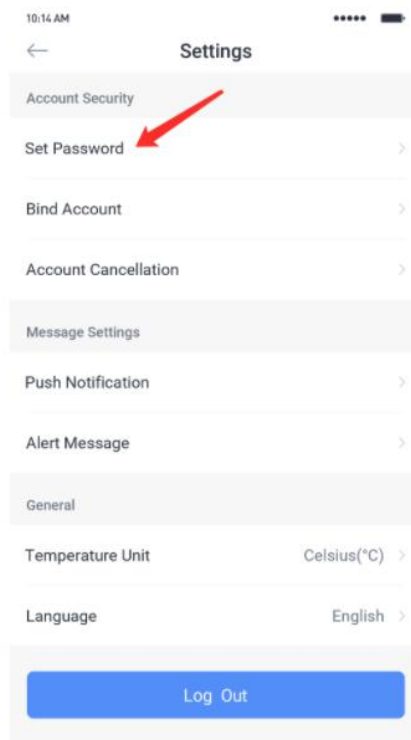 10:14 AM
Settings
Account Security
Set Password
Bind Account
Account Cancellation
Message Settings
Push Notification
Alert Message
General
Temperature Unit Celsius(°C)
Language English
Log Out